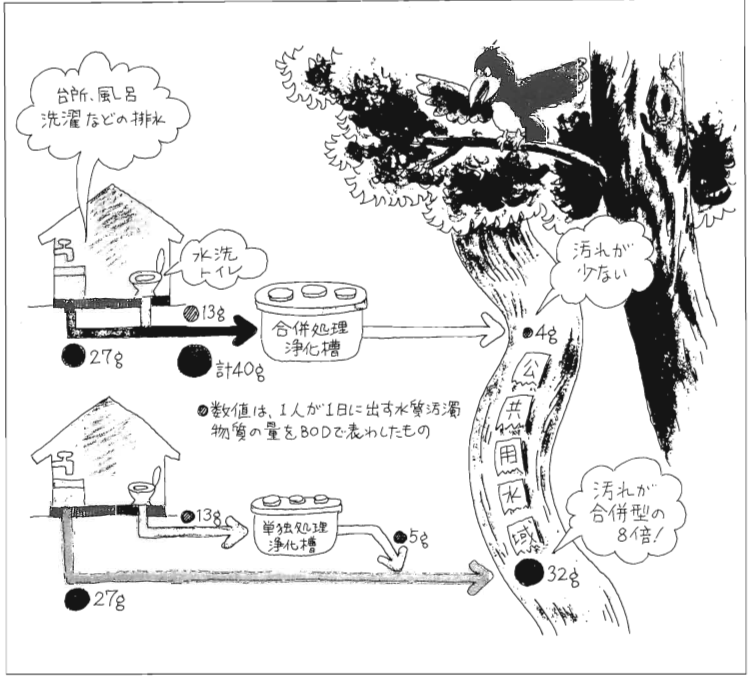 台所、風呂
洗濯などの排水
水洗
トイレ
13g
27g
計40g
合併処理
浄化槽
汚れが
少ない
4g
公
共
用
水
域
数値は、1人が1日に出す水質汚濁
物質の量をBODで表わしたもの
13g
単独処理
浄化槽
5g
27g
汚れが
合併型の
8倍!
32g